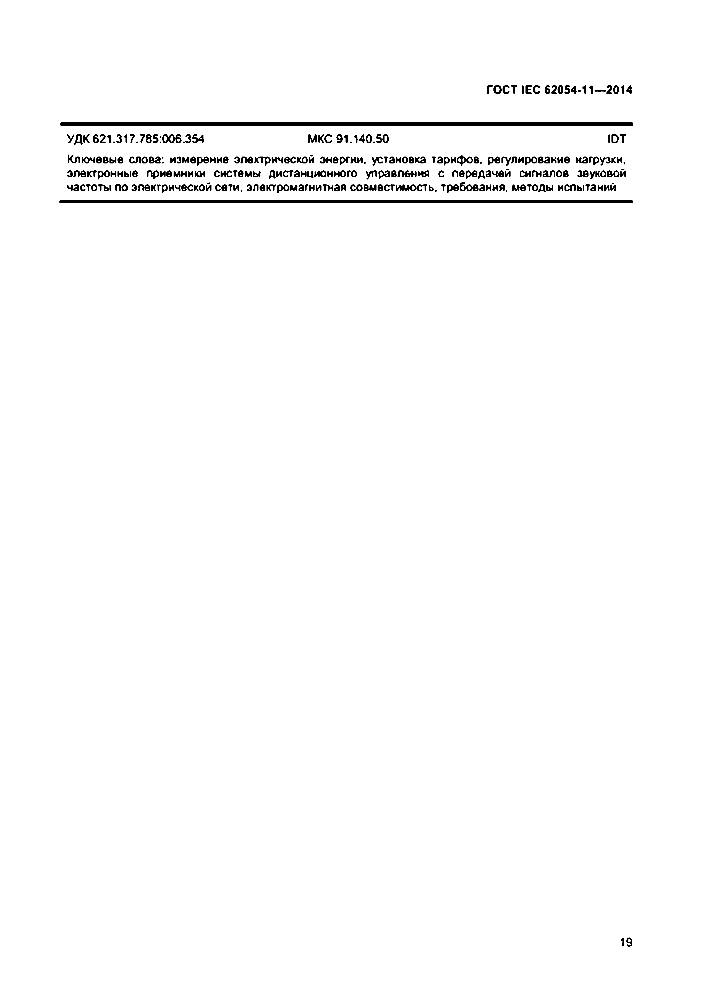 ГОСТ IEC 62054-11—2014
УДК 621.317.785:006.354 МКС 91.140.50 IDT
Ключевые слова: измерение электрической энергии, установка тарифов, регулирование нагрузки,
электронные приемники системы дистанционного управления с передачей сигналов звуковой
частоты по электрической сети, электромагнитная совместимость, требования, методы испытаний
19